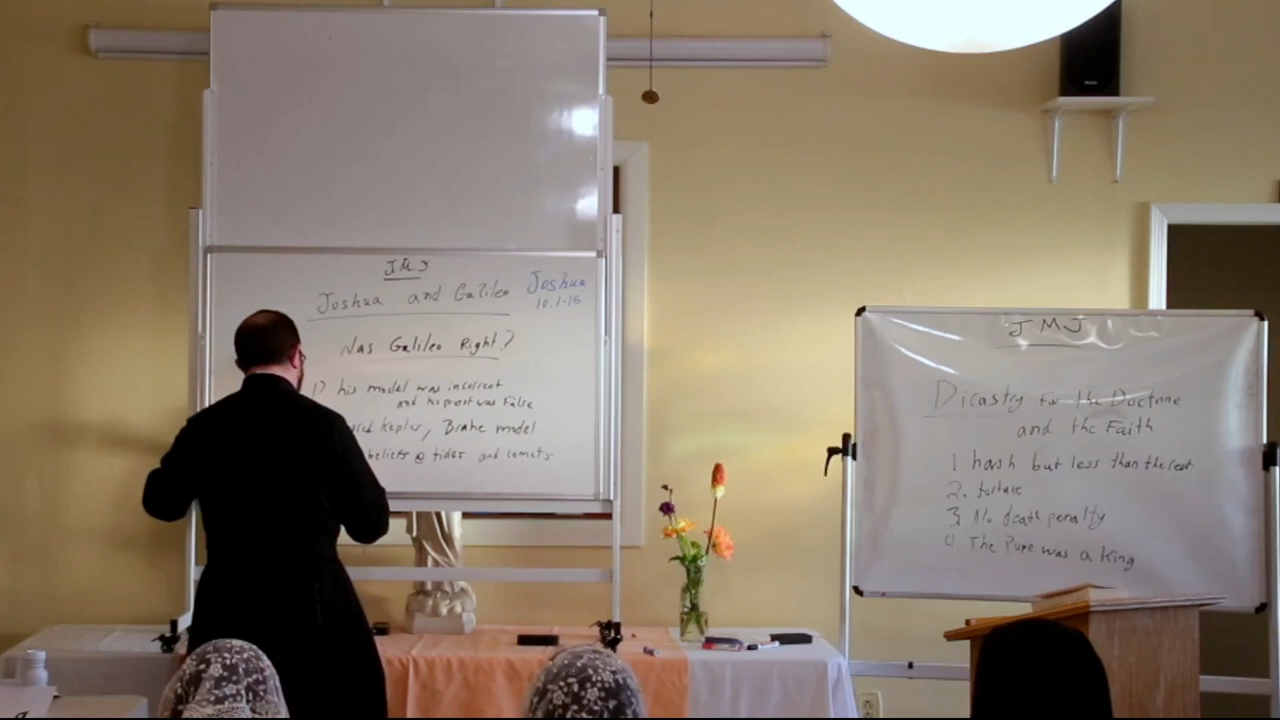 J.M.J
Joshua and Galileo
Joshua
10.1-15
Was Galileo Right?
1) his model was incorrect
and his proof was False
Kepler, Brahe model
beliefs @ tides and comets
JMJ
Dicastry for the Doctrine
and the Faith
1 harsh but less than the rest
2. torture
3. No death penalty
4. The Pope was a King